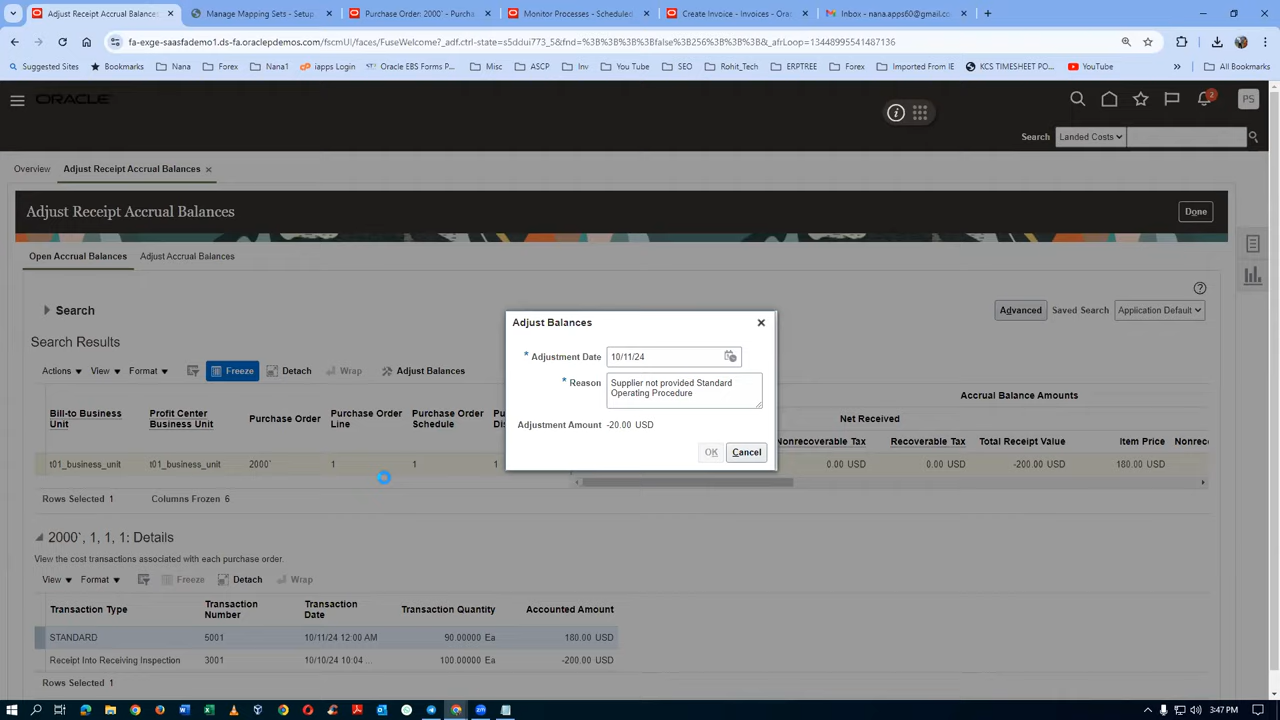 Adjust Receipt Accrual Balances
Manage Mapping Sets - Setup
Purchase Order: 2000` - Purcha
Monitor Processes - Scheduled
Create Invoice - Invoices - Orac
Inbox - nana.apps60@gmail.co
fa-exge-saasfademo1.ds-fa.oraclepdemos.com/fscmUI/faces/FuseWelcome?_adf.ctrl-state=s5ddui773_5&fnd=%3B%3B%3B%3Bfalse%3B256%3B%3B%3B&_afrLoop=13448995541487136
Suggested Sites Bookmarks Nana Forex Nana1 iapps Login Oracle EBS Forms P... Misc ASCP Inv You Tube SEO Rohit_Tech ERPTREE Forex Imported From IE KCS TIMESHEET PO... YouTube » All Bookmarks
ORACLE
2
PS
Search Landed Costs
Overview Adjust Receipt Accrual Balances
Adjust Receipt Accrual Balances
Done
Open Accrual Balances Adjust Accrual Balances
Search
Advanced Saved Search Application Default
Search Results
Actions View Format Freeze Detach Wrap Adjust Balances
Accrual Balance Amounts
Net Received
Bill-to Business Unit
Profit Center Business Unit
Purchase Order
Purchase Order Line
Purchase Order Schedule
Nonrecoverable Tax Recoverable Tax Total Receipt Value Item Price
t01_business_unit t01_business_unit 2000` 1 1 1 0.00 USD 0.00 USD -200.00 USD 180.00 USD
Rows Selected 1 Columns Frozen 6
Adjust Balances
* Adjustment Date 10/11/24
* Reason Supplier not provided Standard
Operating Procedure
Adjustment Amount -20.00 USD
OK Cancel
2000`, 1, 1, 1: Details
View the cost transactions associated with each purchase order.
View Format Freeze Detach Wrap
Transaction Type
Transaction Number
Transaction Date
Transaction Quantity
Accounted Amount
STANDARD 5001 10/11/24 12:00 AM 90.00000 Ea 180.00 USD
Receipt Into Receiving Inspection 3001 10/10/24 10:04 ... 100.00000 Ea -200.00 USD
Rows Selected 1
3:47 PM